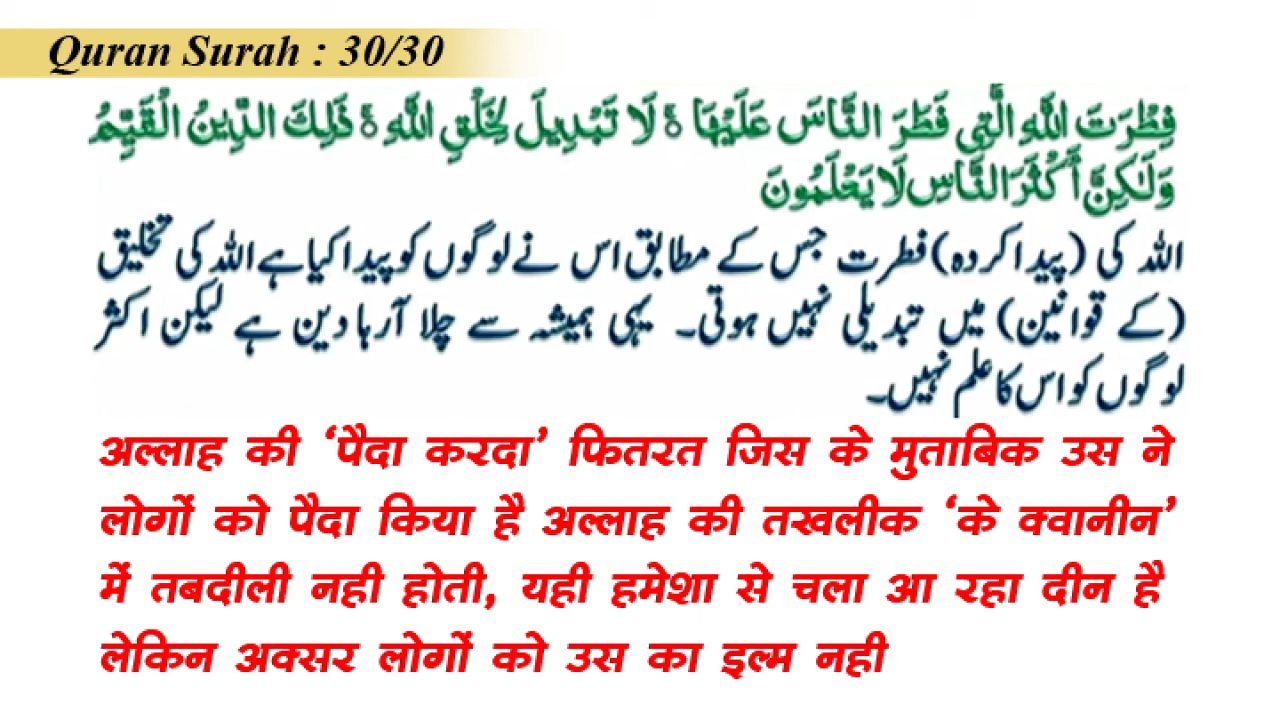 Quran Surah : 30/30
فِطْرَتَ اللَّهِ الَّتِي فَطَرَ النَّاسَ عَلَيْهَا ۚ لَا تَبْدِيلَ لِخَلْقِ اللَّهِ ۚ ذَٰلِكَ الدِّينُ الْقَيِّمُ
وَلَٰكِنَّ أَكْثَرَ النَّاسِ لَا يَعْلَمُونَ
اللہ کی (پیدا کردہ) فطرت جس کے مطابق اس نے لوگوں کو پیدا کیا ہے اللہ کی تخلیق
(کے قوانین) میں تبدیلی نہیں ہوتی۔ یہی ہمیشہ سے چلا آرہا دین ہے لیکن اکثر
لوگوں کو اس کا علم نہیں۔
अल्लाह की ‘पैदा करदा’ फितरत जिस के मुताबिक उस ने
लोगों को पैदा किया है अल्लाह की तखलीक ‘के क्वानीन’
में तबदीली नही होती, यही हमेशा से चला आ रहा दीन है
लेकिन अक्सर लोगों को उस का इल्म नही